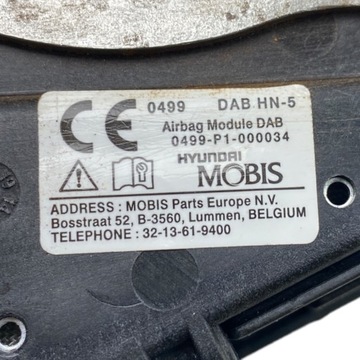 CE 0499 DAB HN-5
Airbag Module DAB
0499-P1-000034
HYUNDAI
MOBIS
ADDRESS : MOBIS Parts Europe N.V.
Bosstraat 52, B-3560, Lummen, BELGIUM
TELEPHONE : 32-13-61-9400